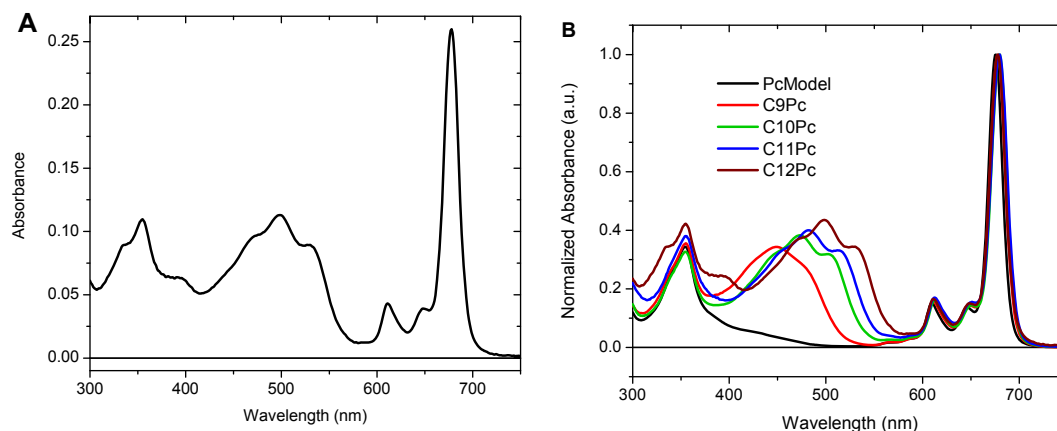 A
Absorbance
0.25
0.20
0.15
0.10
0.05
0.00
300 400 500 600 700
Wavelength (nm)
B
Normalized Absorbance (a.u.)
1.0
0.8
0.6
0.4
0.2
0.0
PcModel
C9Pc
C10Pc
C11Pc
C12Pc
300 400 500 600 700
Wavelength (nm)